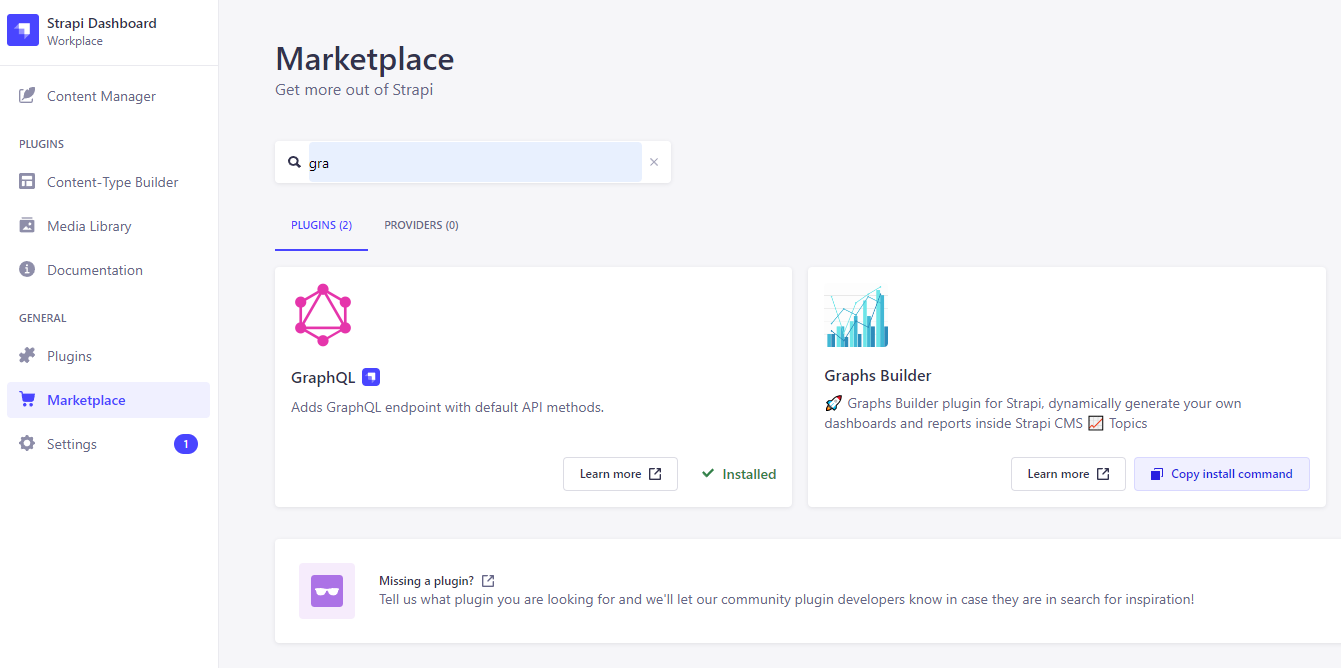 Strapi Dashboard
Workplace
Content Manager
PLUGINS
Content-Type Builder
Media Library
Documentation
GENERAL
Plugins
Marketplace
Settings
1
Marketplace
Get more out of Strapi
gra
PLUGINS (2)
PROVIDERS (0)
GraphQL
Adds GraphQL endpoint with default API methods.
Learn more
Installed
Graphs Builder
🚀 Graphs Builder plugin for Strapi, dynamically generate your own
dashboards and reports inside Strapi CMS 📈 Topics
Learn more
Copy install command
Missing a plugin?
Tell us what plugin you are looking for and we'll let our community plugin developers know in case they are in search for inspiration!